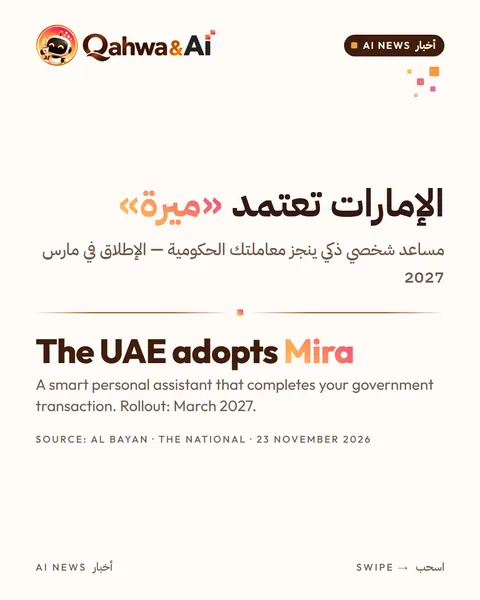 Qahwa&Ai
AI NEWS أخبار
الإمارات تعتمد «ميرة»
مساعد شخصي ذكي ينجز معاملتك الحكومية — الإطلاق في مارس
2027
The UAE adopts Mira
A smart personal assistant that completes your government
transaction. Rollout: March 2027.
SOURCE: AL BAYAN · THE NATIONAL · 23 NOVEMBER 2026
AI NEWS أخبار
SWIPE → اسحب